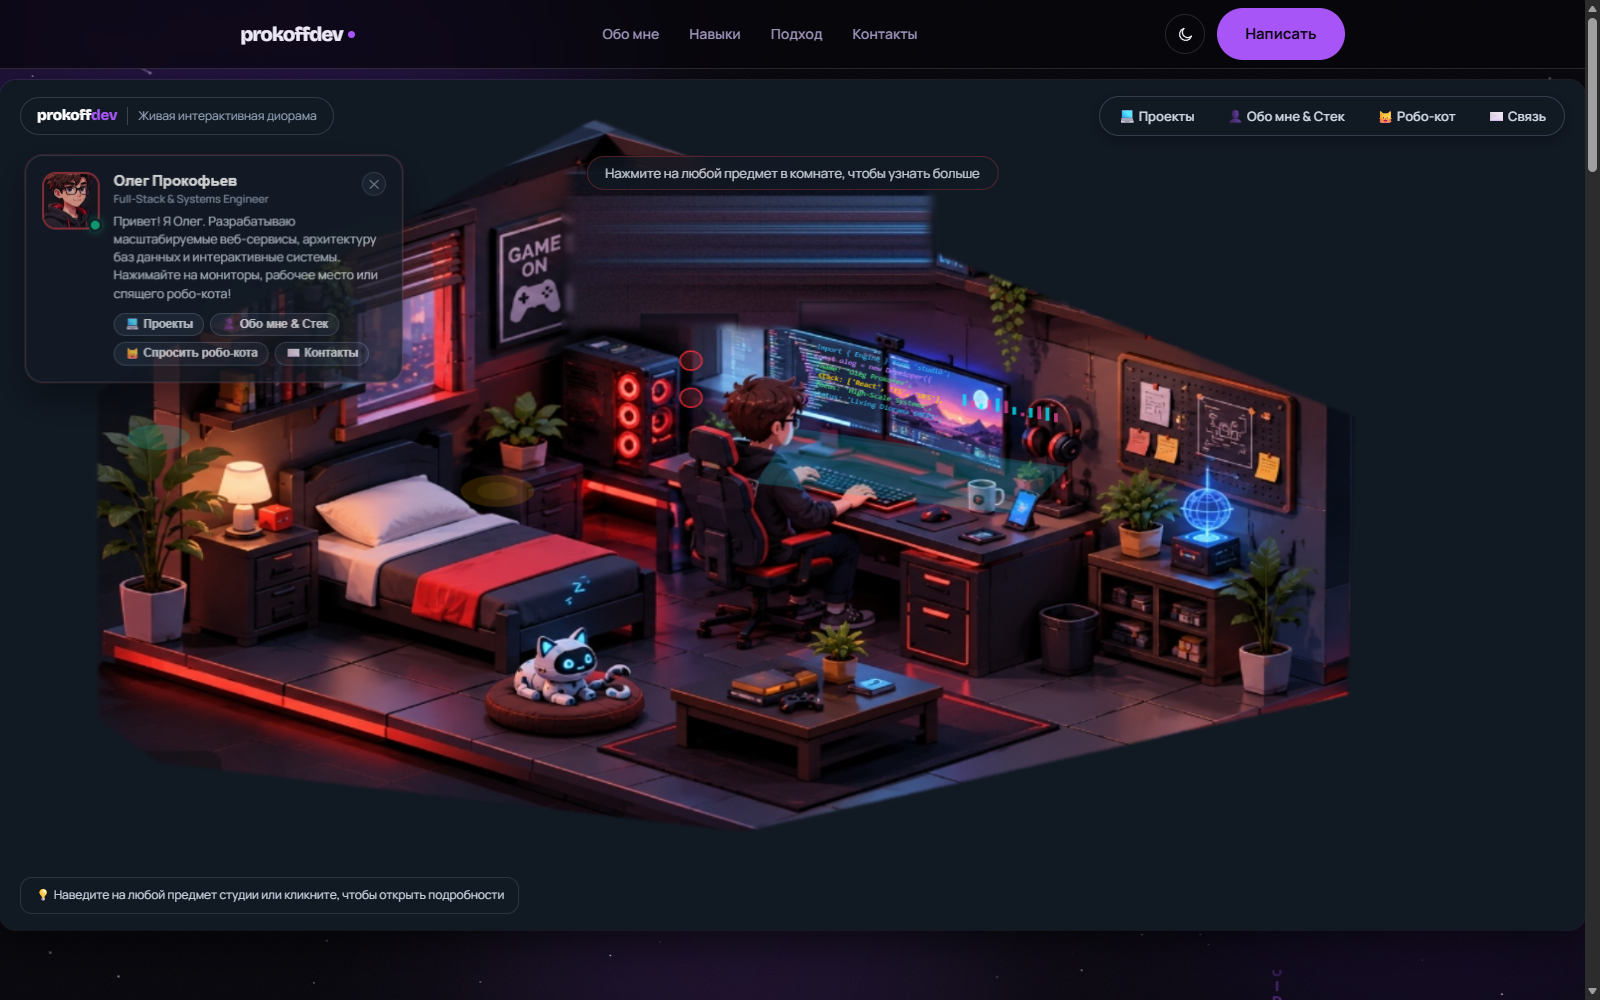 prokoffdev
Обо мне
Навыки
Подход
Контакты
Написать
prokoffdev
Живая интерактивная диорама
Проекты
Обо мне & Стек
Робо-кот
Связь
Нажмите на любой предмет в комнате, чтобы узнать больше
Олег Прокофьев
Full-Stack & Systems Engineer
Привет! Я Олег. Разрабатываю
масштабируемые веб-сервисы, архитектуру
баз данных и интерактивные системы.
Нажимайте на мониторы, рабочее место или
спящего робо-кота!
Проекты
Обо мне & Стек
Спросить робо-кота
Контакты
GAME
ON
Наведите на любой предмет студии или кликните, чтобы открыть подробности